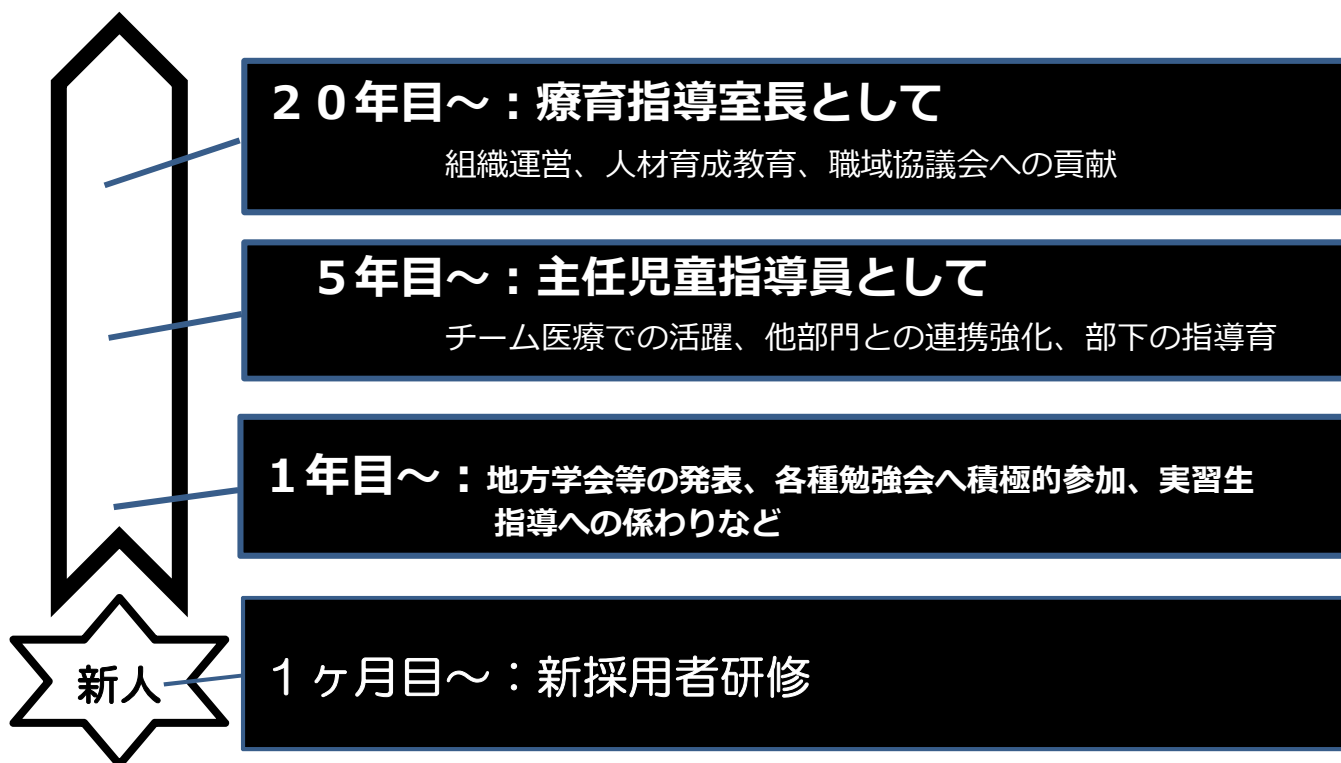 ２０年目～：療育指導室長として
組織運営、人材育成教育、職域協議会への貢献
５年目～：主任児童指導員として
チーム医療での活躍、他部門との連携強化、部下の指導育
１年目～：地方学会等の発表、各種勉強会へ積極的参加、実習生
指導への係わりなど
新人
１ヶ月目～：新採用者研修